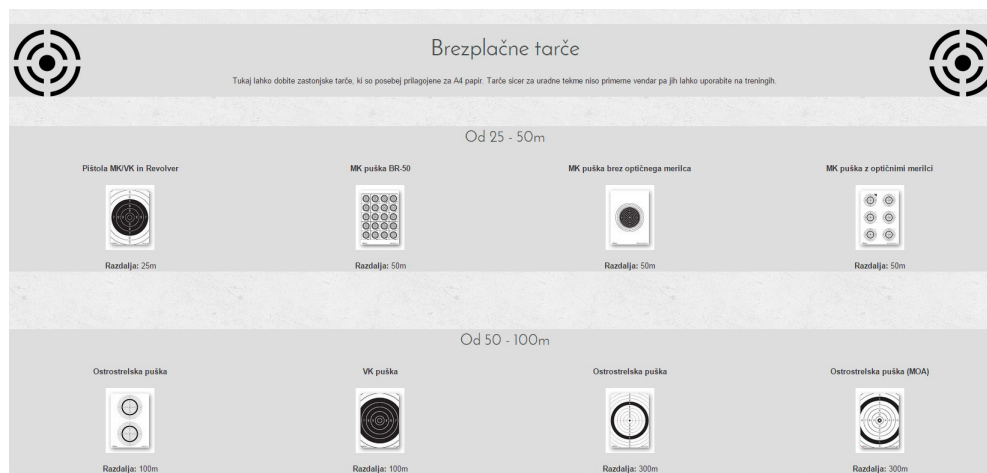 Brezplačne tarče
Tukaj lahko dobite zastonjske tarče, ki so posebej prilagojene za A4 papir. Tarče sicer za uradne tekme niso primerne vendar pa jih lahko uporabite na treningih.
Od 25 - 50m
Pištola MK/VK in Revolver
MK puška BR-50
MK puška brez optičnega merilca
MK puška z optičnimi merilci
Razdalja: 25m
Razdalja: 50m
Razdalja: 50m
Razdalja: 50m
Od 50 - 100m
Ostrostrelska puška
VK puška
Ostrostrelska puška
Ostrostrelska puška (MOA)
Razdalja: 100m
Razdalja: 100m
Razdalja: 300m
Razdalja: 300m